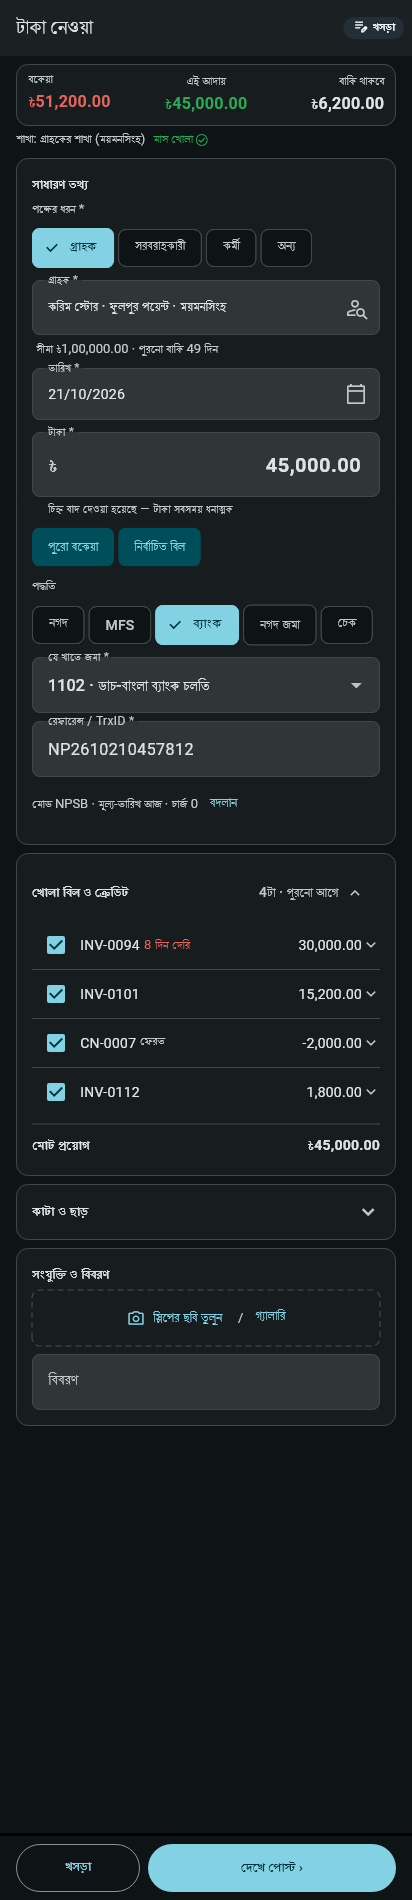 টাকা নেওয়া
খসড়া
বকেয়া এই আদায় বাকি থাকবে
৳51,200.00 ৳45,000.00 ৳6,200.00
শাখা: গ্রাহকের শাখা (ময়মনসিংহ) মাস খোলা
সাধারণ তথ্য
পক্ষের ধরন *
গ্রাহক সরবরাহকারী কর্মী অন্য
গ্রাহক *
করিম স্টোর · ফুলপুর পয়েন্ট · ময়মনসিংহ
সীমা ৳1,00,000.00 · পুরনো বাকি 49 দিন
তারিখ *
21/10/2026
টাকা *
৳ 45,000.00
চিহ্ন বাদ দেওয়া হয়েছে — টাকা সবসময় ধনাত্মক
পুরো বকেয়া নির্বাচিত বিল
পদ্ধতি
নগদ MFS ব্যাংক নগদ জমা চেক
যে খাতে জমা *
1102 · ডাচ-বাংলা ব্যাংক চলতি
রেফারেন্স / TrxID *
NP2610210457812
মোড NPSB · মূল্য-তারিখ আজ · চার্জ 0 বদলান
খোলা বিল ও ক্রেডিট 4টা · পুরনো আগে
INV-0094 8 দিন দেরি 30,000.00
INV-0101 15,200.00
CN-0007 ফেরত -2,000.00
INV-0112 1,800.00
মোট প্রয়োগ ৳45,000.00
কাটা ও ছাড়
সংযুক্তি ও বিবরণ
স্লিপের ছবি তুলুন / গ্যালারি
বিবরণ
খসড়া দেখে পোস্ট ›